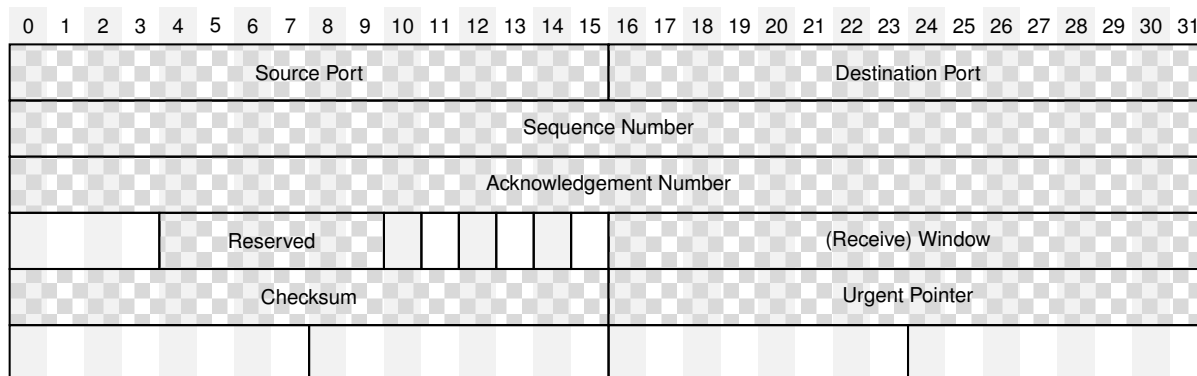 0 1 2 3 4 5 6 7 8 9 10 11 12 13 14 15 16 17 18 19 20 21 22 23 24 25 26 27 28 29 30 31
Source Port Destination Port
Sequence Number
Acknowledgement Number
Reserved (Receive) Window
Checksum Urgent Pointer